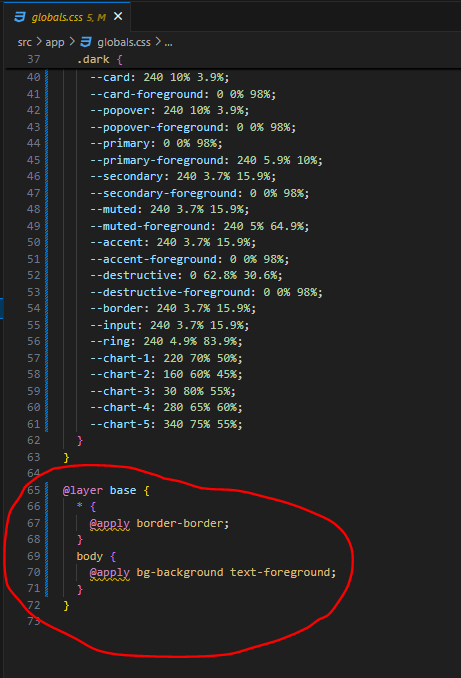 globals.css 5, M
src > app > globals.css > ...
37 .dark {
40 --card: 240 10% 3.9%;
41 --card-foreground: 0 0% 98%;
42 --popover: 240 10% 3.9%;
43 --popover-foreground: 0 0% 98%;
44 --primary: 0 0% 98%;
45 --primary-foreground: 240 5.9% 10%;
46 --secondary: 240 3.7% 15.9%;
47 --secondary-foreground: 0 0% 98%;
48 --muted: 240 3.7% 15.9%;
49 --muted-foreground: 240 5% 64.9%;
50 --accent: 240 3.7% 15.9%;
51 --accent-foreground: 0 0% 98%;
52 --destructive: 0 62.8% 30.6%;
53 --destructive-foreground: 0 0% 98%;
54 --border: 240 3.7% 15.9%;
55 --input: 240 3.7% 15.9%;
56 --ring: 240 4.9% 83.9%;
57 --chart-1: 220 70% 50%;
58 --chart-2: 160 60% 45%;
59 --chart-3: 30 80% 55%;
60 --chart-4: 280 65% 60%;
61 --chart-5: 340 75% 55%;
62 }
63 }
64
65 @layer base {
66 * {
67 @apply border-border;
68 }
69 body {
70 @apply bg-background text-foreground;
71 }
72 }
73